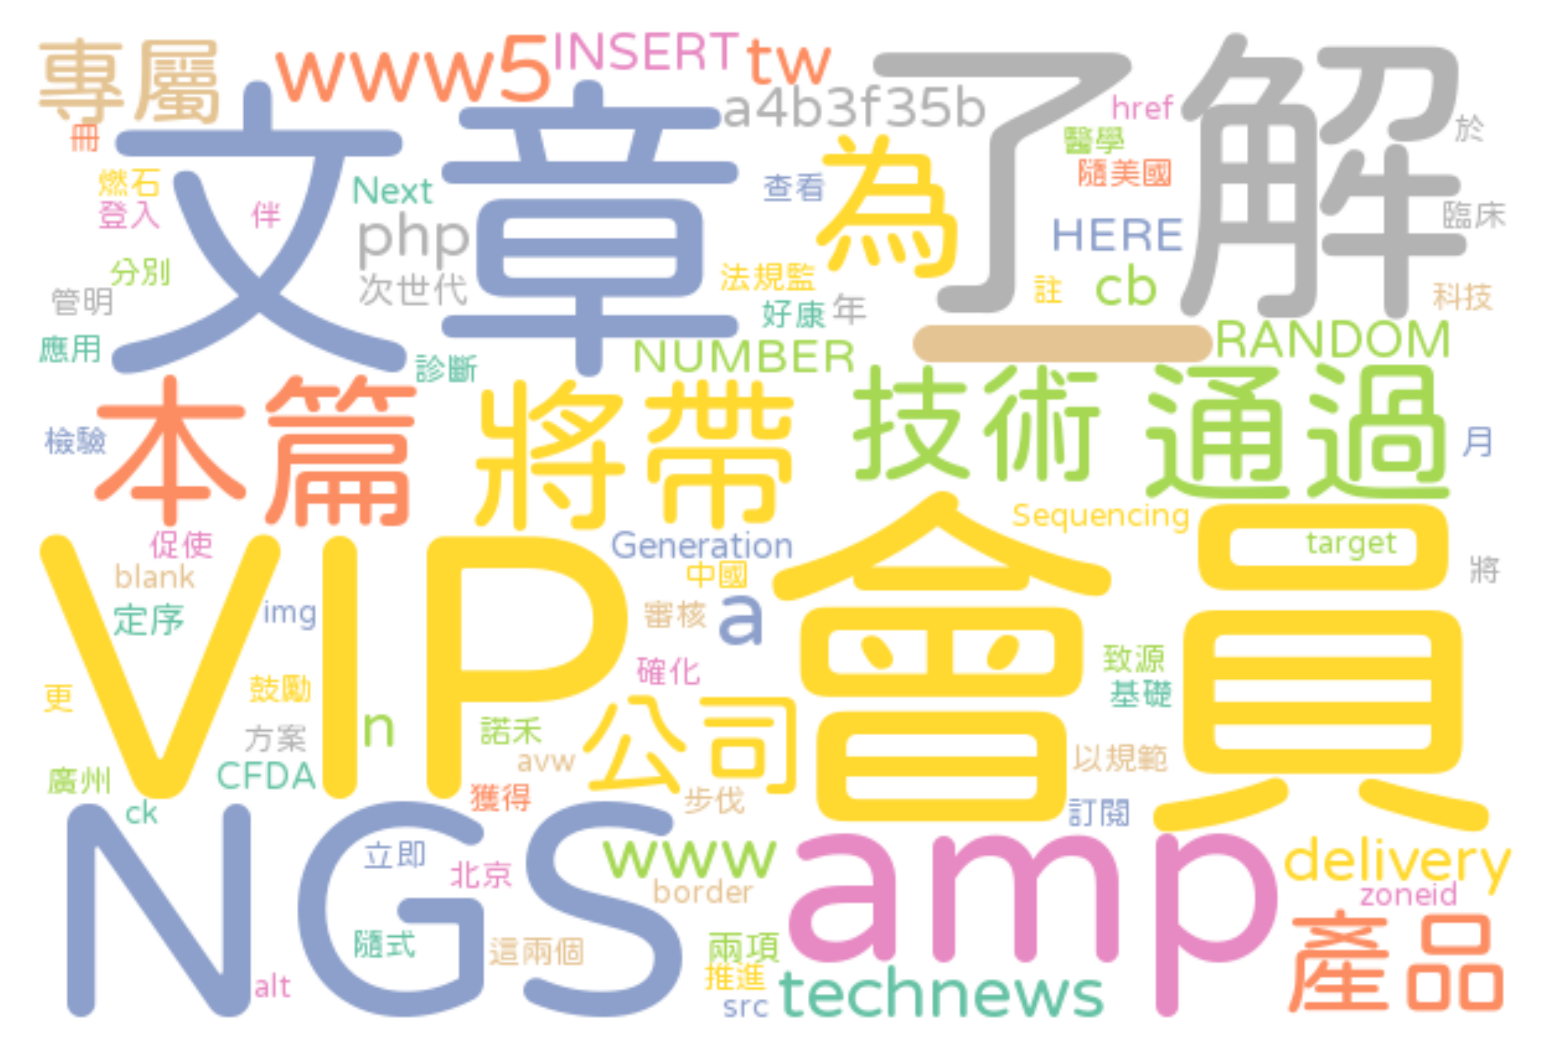 專屬
www5
INSERT
tw
了解
文章
a4b3f35b
href
於
冊
醫學
為
隨美國
燃石
Next
查看
登入
伴
php
HERE
臨床
分別
法規監
cb
註
次世代
管明
好康
年
科技
應用
NUMBER
一
RANDOM
診斷
本篇
將帶
技術
通過
檢驗
月
VIP
會員
Sequencing
促使
Generation
target
blank
中國
將
定序
img
審核
a
確化
致源
更
鼓勵
基礎
n
諾禾
公司
方案
avw
以規範
廣州
CFDA
獲得
步伐
ck
訂閱
NGS
立即
www
amp
delivery
北京
border
zoneid
隨式
這兩個
兩項
產品
推進
alt
src
technews